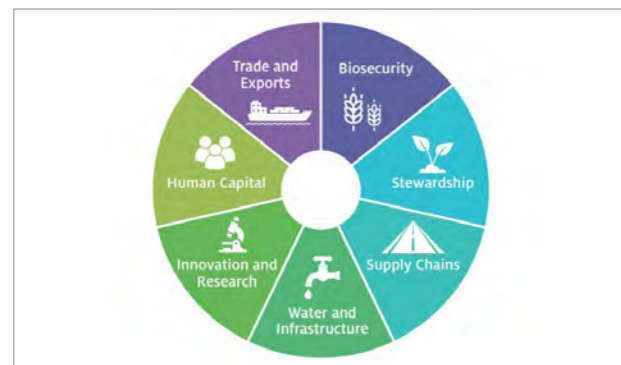 Trade and
Exports
Biosecurity
Human Capital
Stewardship
Innovation and
Research
Supply Chains
Water and
Infrastructure